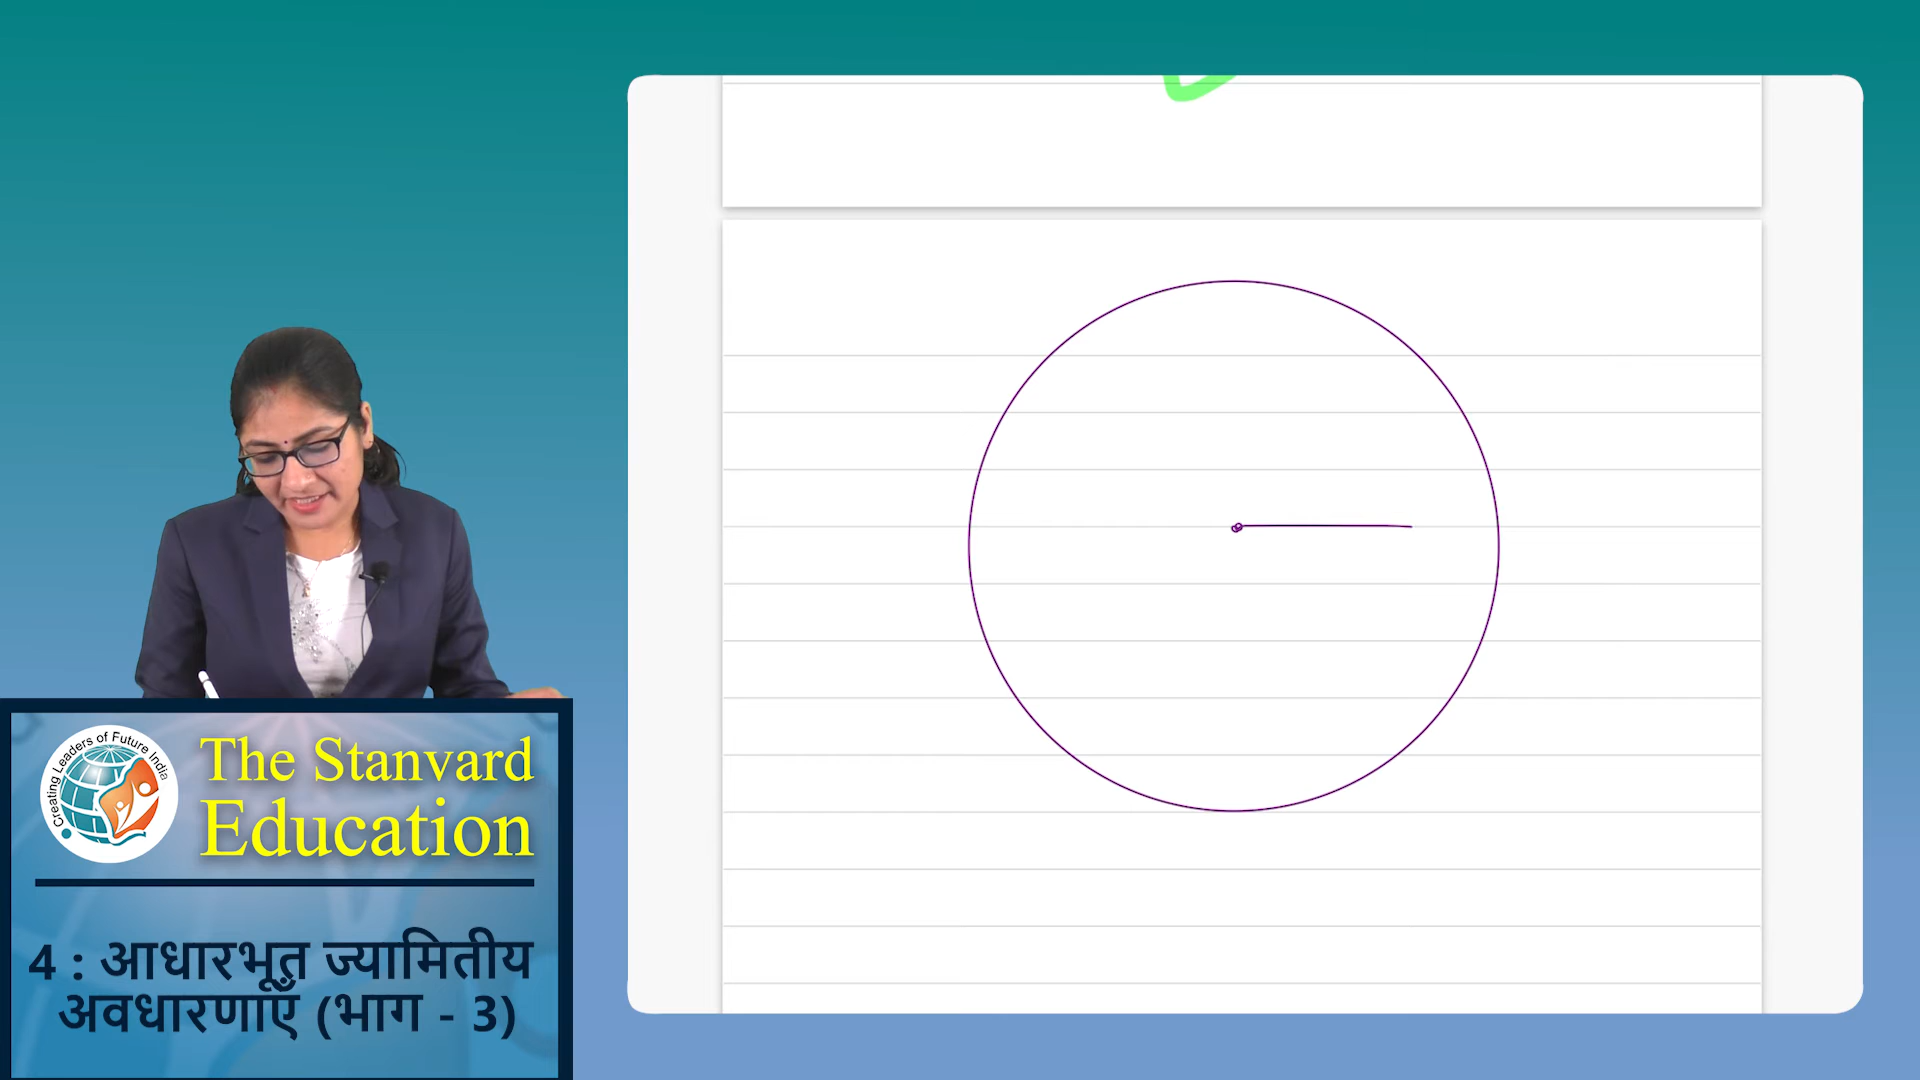 Creating Leaders of Future India
The Stanvard
Education
4 : आधारभूत ज्यामितीय
अवधारणाएँ (भाग - 3)